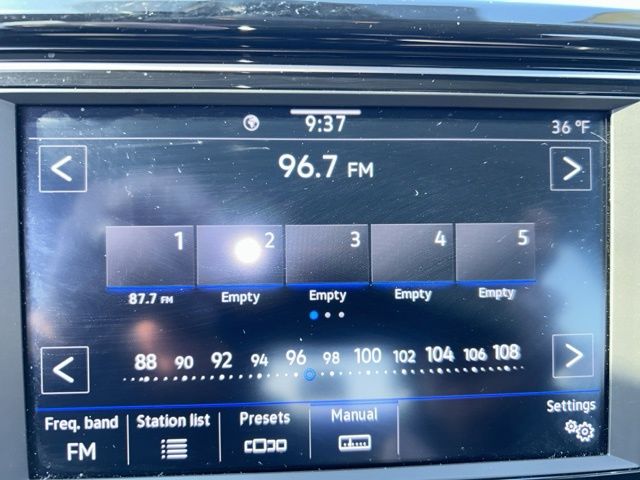 9:37
36 °F
< 96.7 FM >
1 2 3 4 5
87.7 FM Empty Empty Empty Empty
< 88 90 92 94 96 98 100 102 104 106 108 >
Freq. band Station list Presets Manual Settings
FM